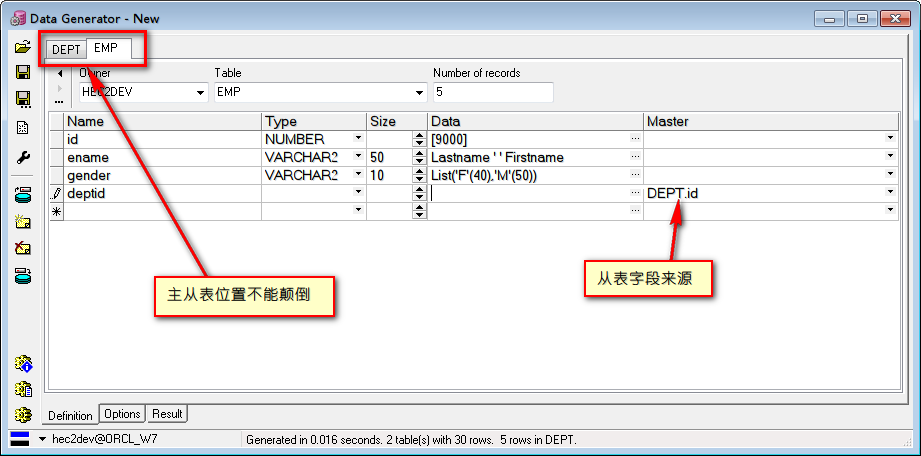 Data Generator - New
DEPT EMP
Owner Table Number of records
HEC2DEV EMP 5
Name Type Size Data Master
id NUMBER [9000]
ename VARCHAR2 50 Lastname ' ' Firstname
gender VARCHAR2 10 List('F'(40),'M'(50))
deptid DEPT.id
主从表位置不能颠倒
从表字段来源
Definition Options Result
hec2dev@ORCL_W7 Generated in 0.016 seconds. 2 table(s) with 30 rows. 5 rows in DEPT.